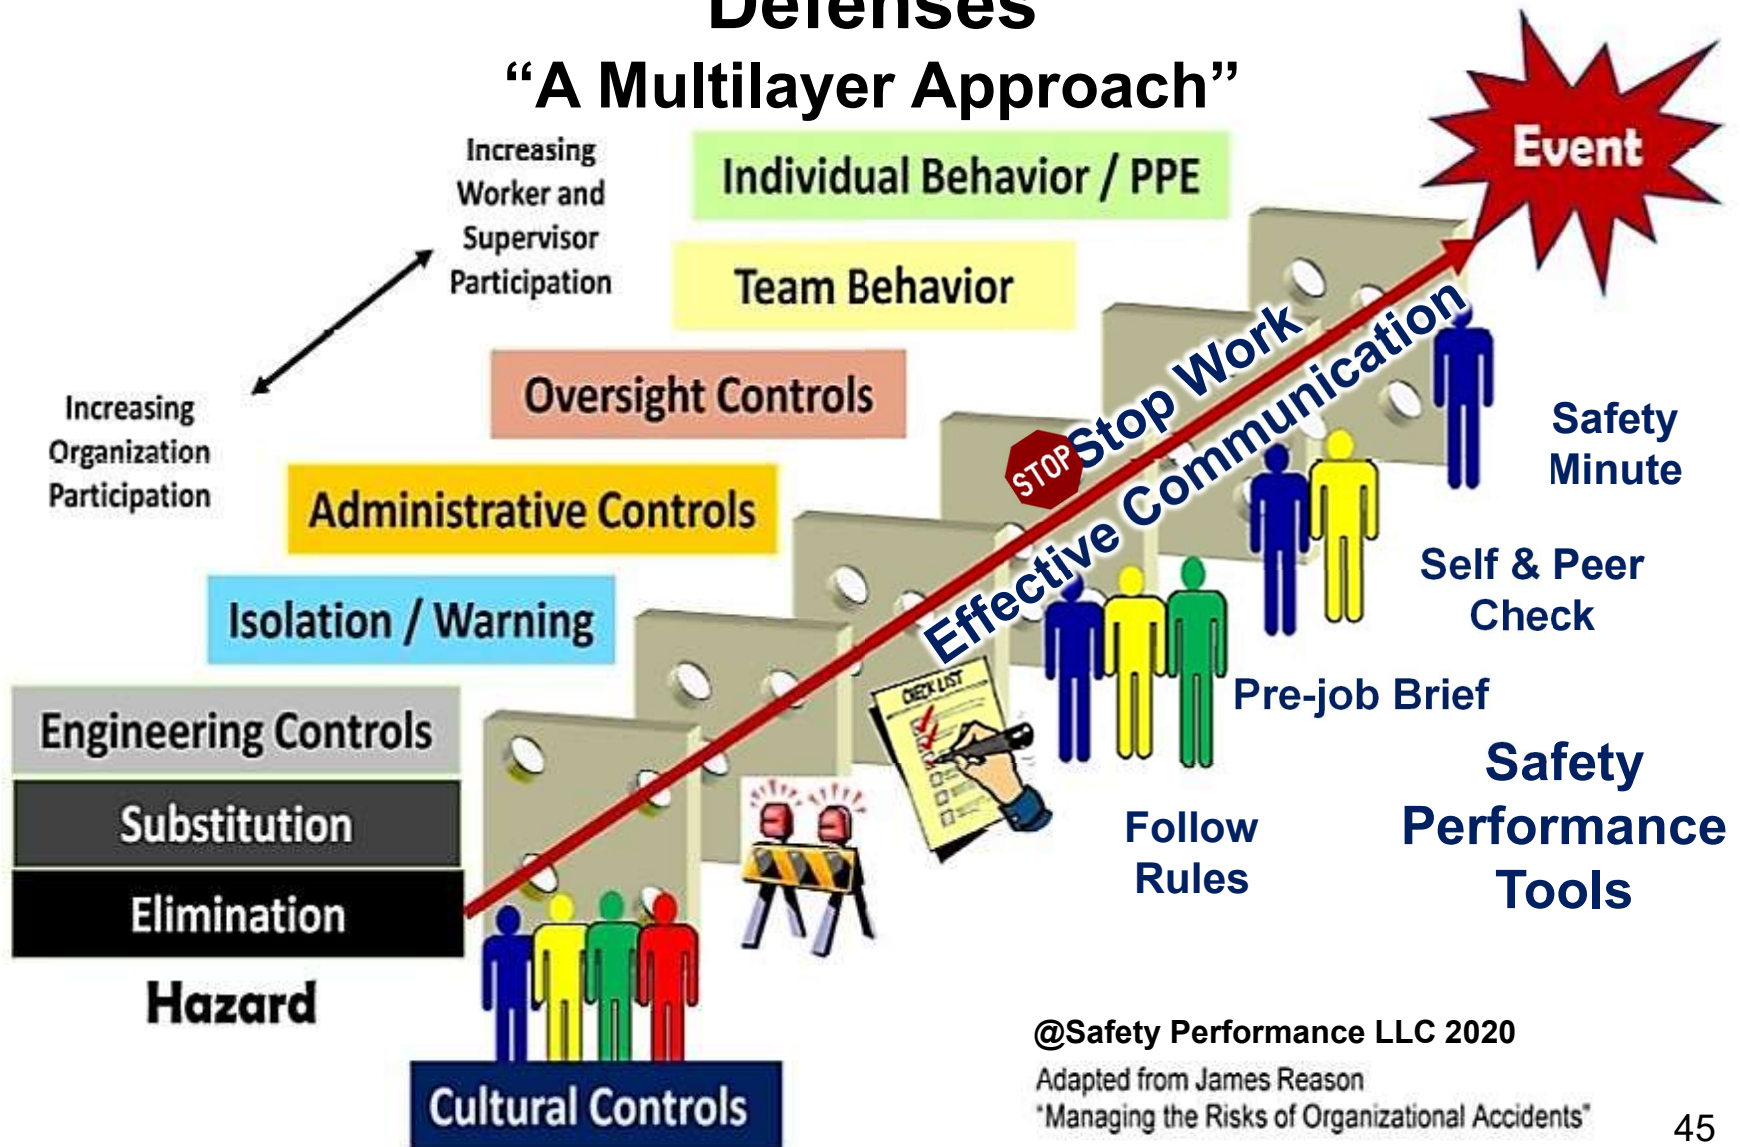 Defenses
“A Multilayer Approach”
Increasing
Worker and
Supervisor
Participation
Individual Behavior / PPE
Event
Team Behavior
Increasing
Organization
Participation
Oversight Controls
STOP
Stop Work
Effective Communication
Safety
Minute
Administrative Controls
Self & Peer
Check
Isolation / Warning
CHECK LIST
Pre-job Brief
Engineering Controls
Substitution
Elimination
Hazard
Follow
Rules
Safety
Performance
Tools
Cultural Controls
@Safety Performance LLC 2020
Adapted from James Reason
"Managing the Risks of Organizational Accidents"
45